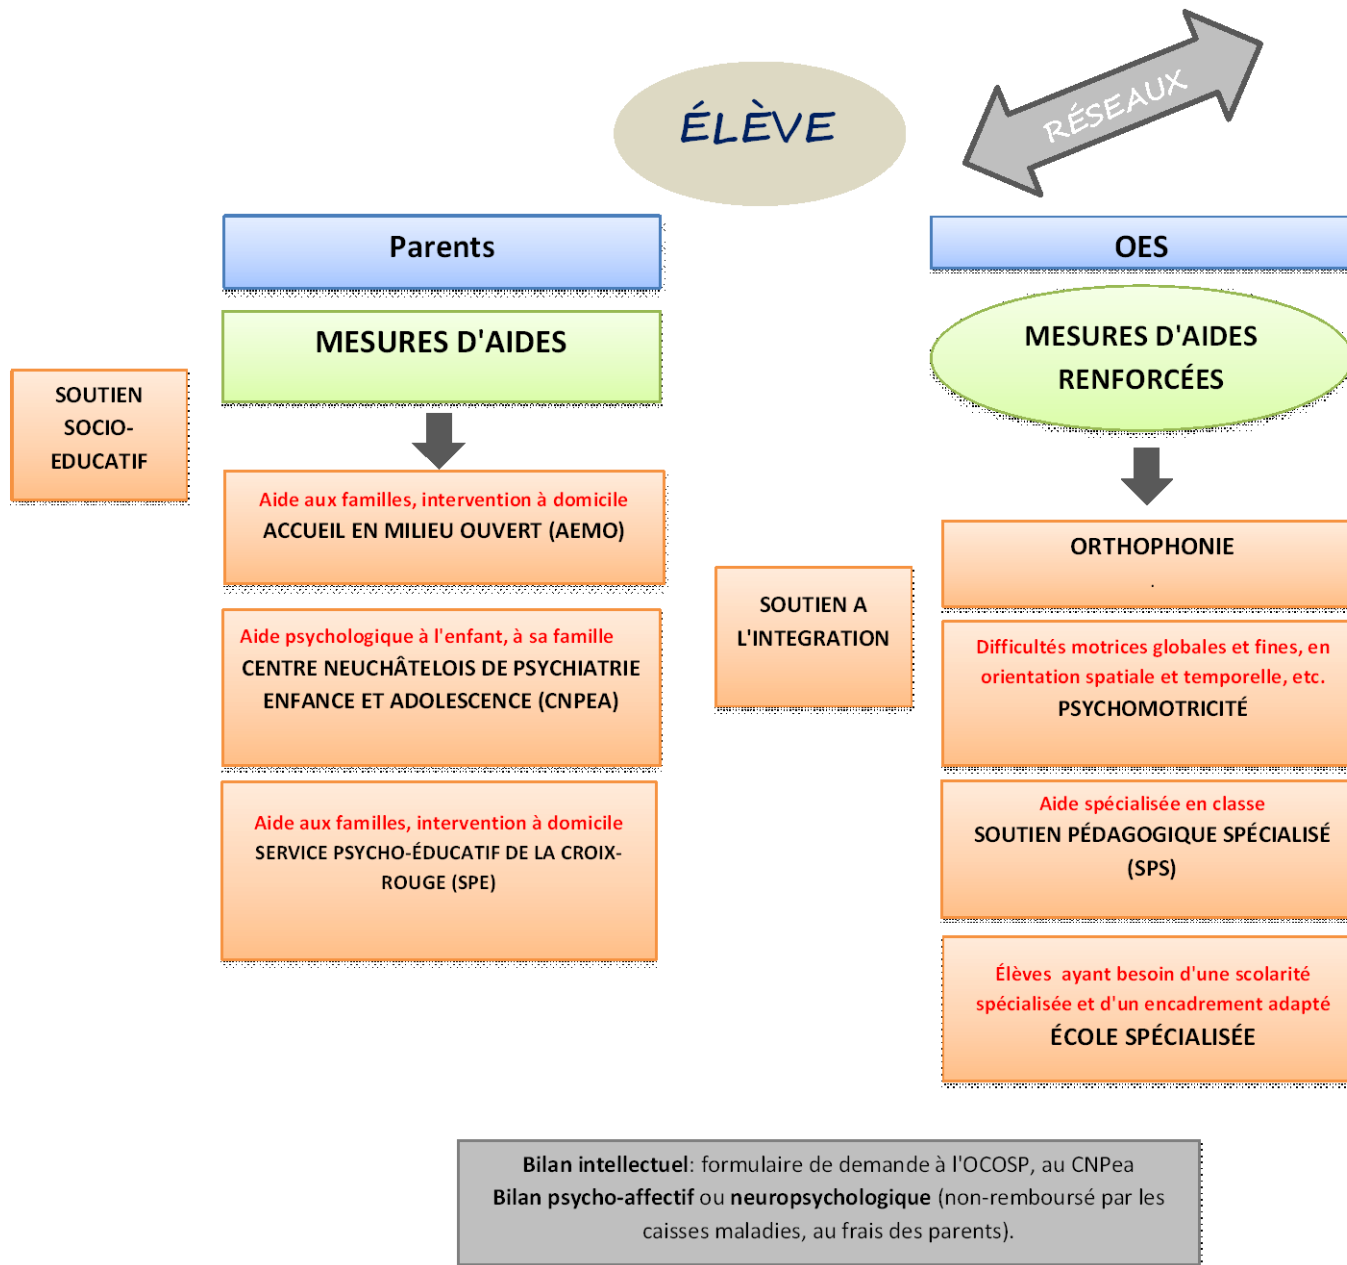 ÉLÈVE
RÉSEAUX
Parents
MESURES D'AIDES
SOUTIEN
SOCIO-
EDUCATIF
Aide aux familles, intervention à domicile
ACCUEIL EN MILIEU OUVERT (AEMO)
Aide psychologique à l'enfant, à sa famille
CENTRE NEUCHÂTELOIS DE PSYCHIATRIE
ENFANCE ET ADOLESCENCE (CNPEA)
Aide aux familles, intervention à domicile
SERVICE PSYCHO-ÉDUCATIF DE LA CROIX-
ROUGE (SPE)
OES
MESURES D'AIDES
RENFORCÉES
SOUTIEN A
L'INTEGRATION
ORTHOPHONIE
.
Difficultés motrices globales et fines, en
orientation spatiale et temporelle, etc.
PSYCHOMOTRICITÉ
Aide spécialisée en classe
SOUTIEN PÉDAGOGIQUE SPÉCIALISÉ
(SPS)
Élèves  ayant besoin d'une scolarité
spécialisée et d'un encadrement adapté
ÉCOLE SPÉCIALISÉE
Bilan intellectuel: formulaire de demande à l'OCOSP, au CNPea
Bilan psycho-affectif ou neuropsychologique (non-remboursé par les
caisses maladies, au frais des parents).